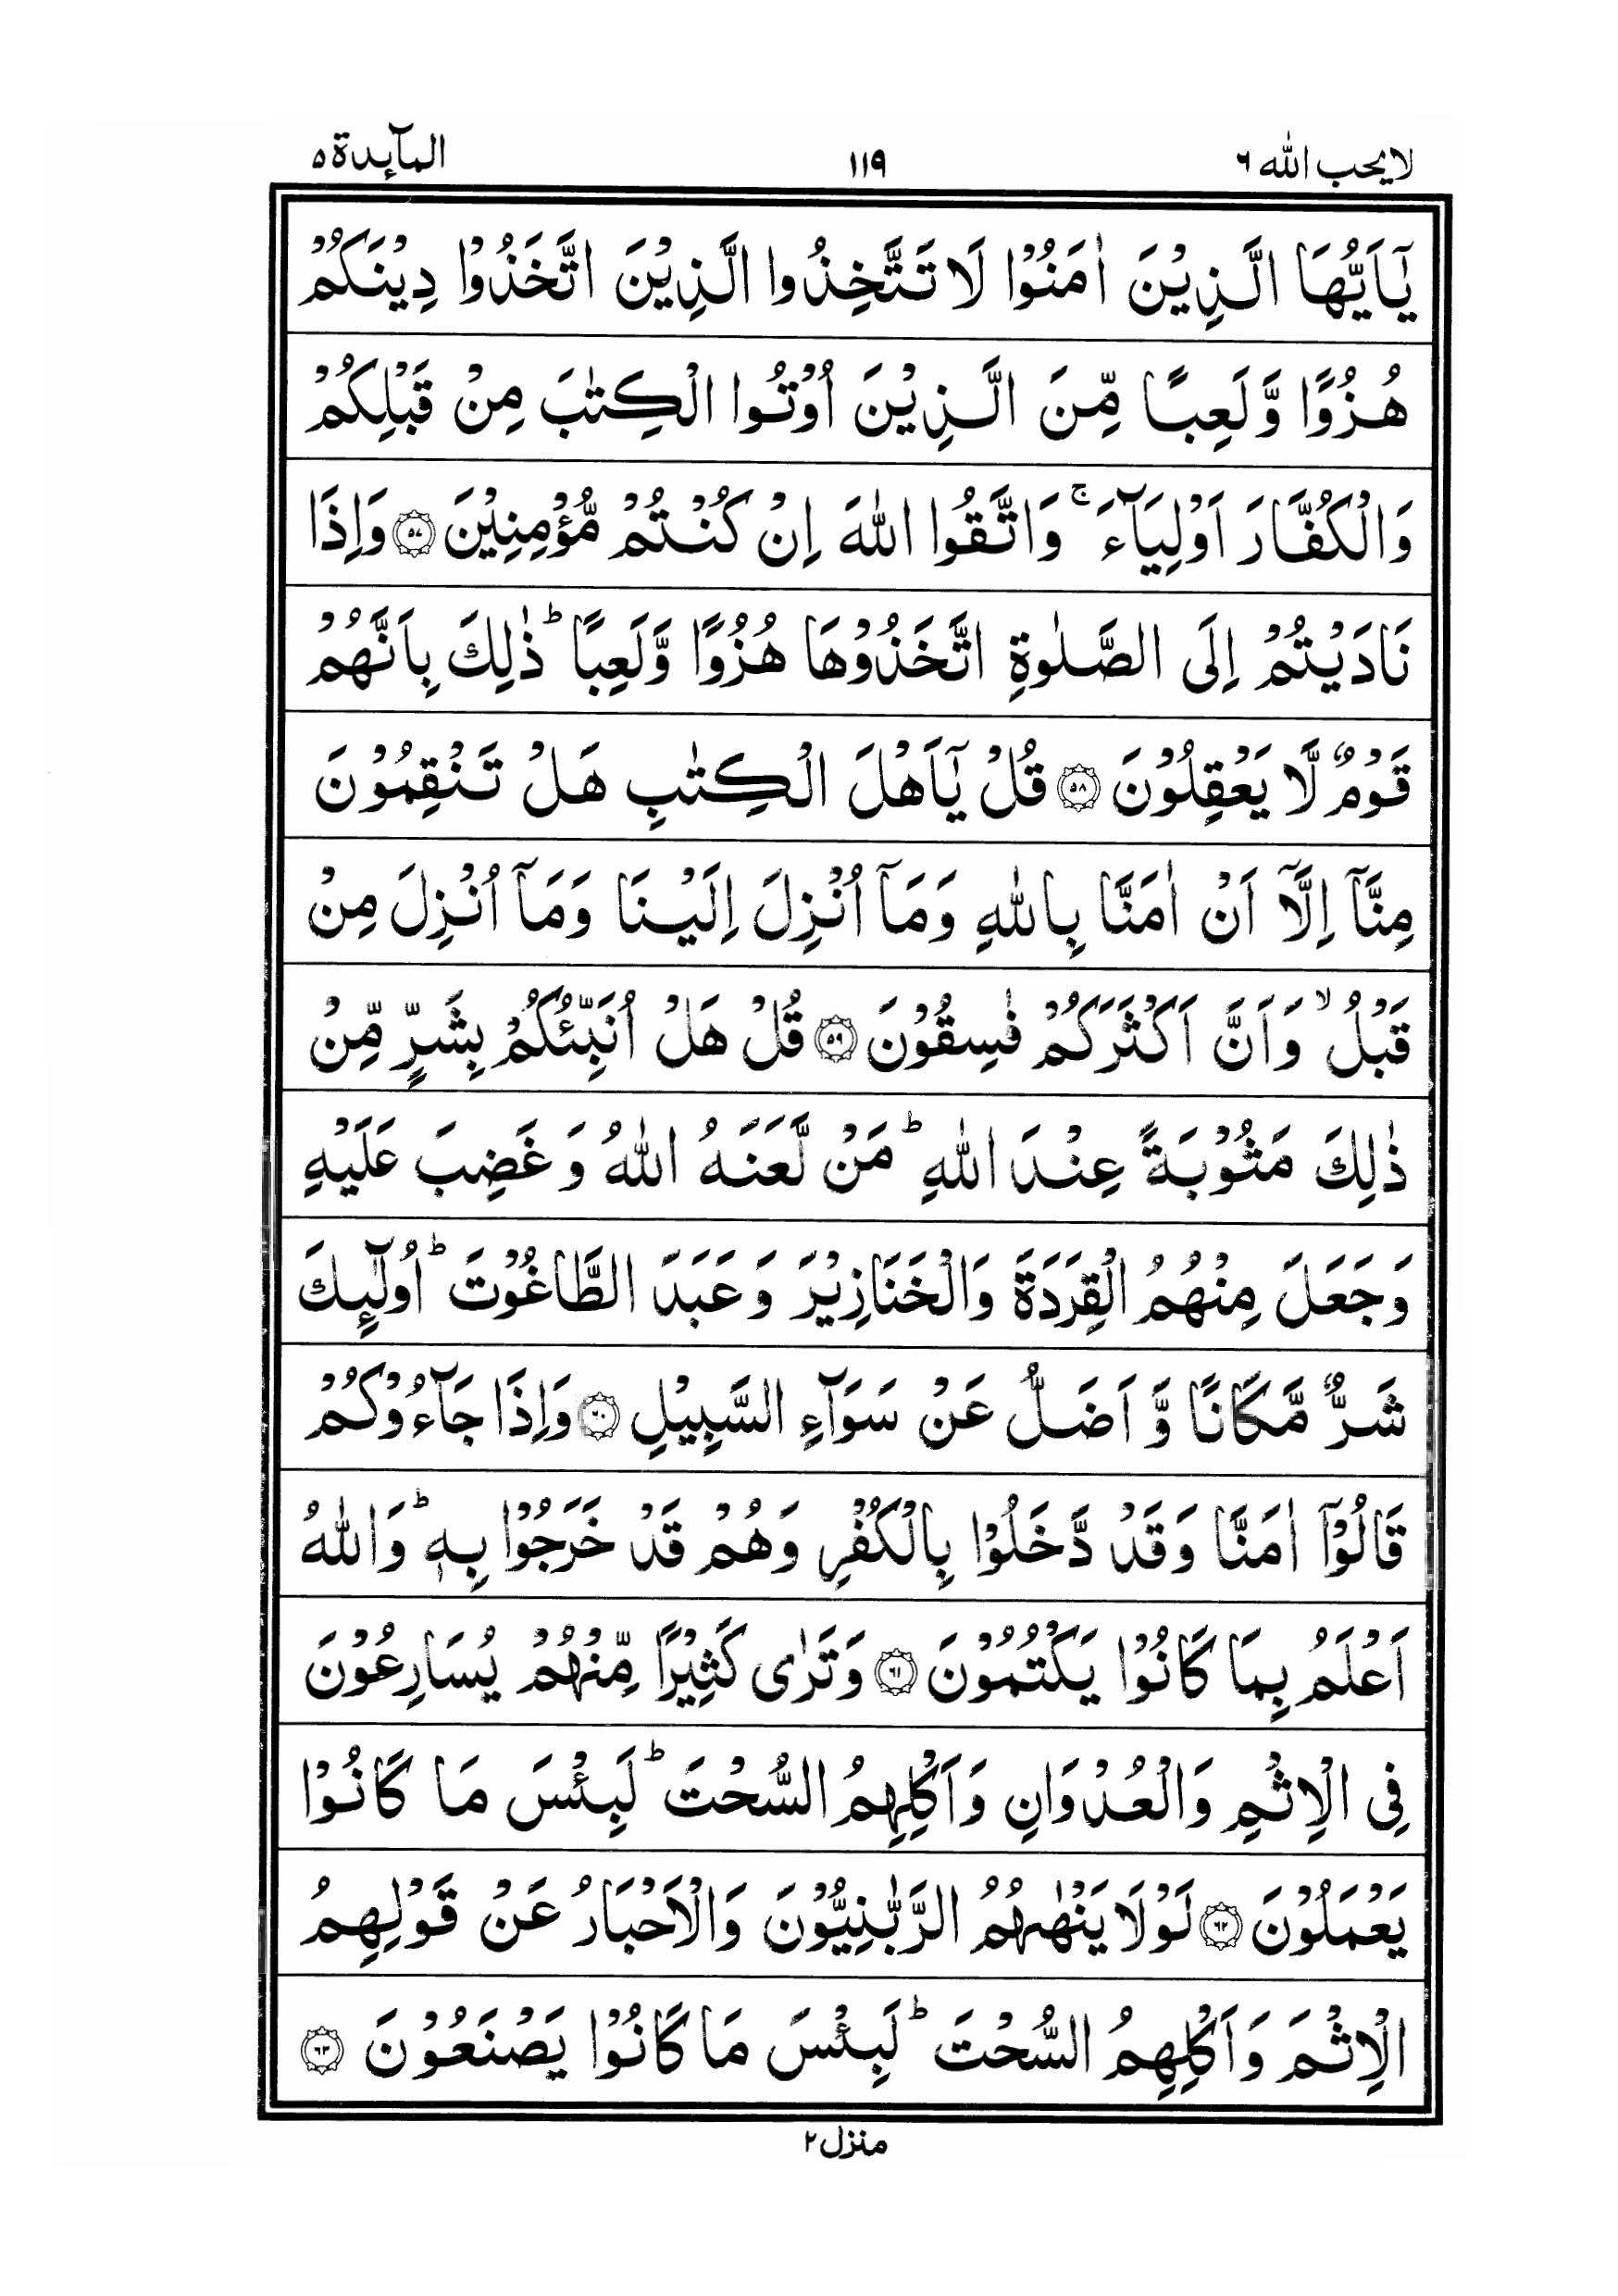 لايحب الله ٦ ١١٩ المآئدة ٥
يٰٓاَيُّهَا الَّذِيْنَ اٰمَنُوْا لَا تَتَّخِذُوا الَّذِيْنَ اتَّخَذُوْا دِيْنَكُمْ
هُزُوًا وَّلَعِبًا مِّنَ الَّذِيْنَ اُوْتُوا الْكِتٰبَ مِنْ قَبْلِكُمْ
وَالْكُفَّارَ اَوْلِيَآءَ ۚ وَاتَّقُوا اللّٰهَ اِنْ كُنْتُمْ مُّؤْمِنِيْنَ ۝٥٧ وَاِذَا
نَادَيْتُمْ اِلَى الصَّلٰوةِ اتَّخَذُوْهَا هُزُوًا وَّلَعِبًا ؕ ذٰلِكَ بِاَنَّهُمْ
قَوْمٌ لَّا يَعْقِلُوْنَ ۝٥٨ قُلْ يٰٓاَهْلَ الْكِتٰبِ هَلْ تَنْقِمُوْنَ
مِنَّآ اِلَّآ اَنْ اٰمَنَّا بِاللّٰهِ وَمَآ اُنْزِلَ اِلَيْنَا وَمَآ اُنْزِلَ مِنْ
قَبْلُ ۙ وَاَنَّ اَكْثَرَكُمْ فٰسِقُوْنَ ۝٥٩ قُلْ هَلْ اُنَبِّئُكُمْ بِشَرٍّ مِّنْ
ذٰلِكَ مَثُوْبَةً عِنْدَ اللّٰهِ ؕ مَنْ لَّعَنَهُ اللّٰهُ وَغَضِبَ عَلَيْهِ
وَجَعَلَ مِنْهُمُ الْقِرَدَةَ وَالْخَنَازِيْرَ وَعَبَدَ الطَّاغُوْتَ ؕ اُولٰٓئِكَ
شَرٌّ مَّكَانًا وَّاَضَلُّ عَنْ سَوَآءِ السَّبِيْلِ ۝٦٠ وَاِذَا جَآءُوْكُمْ
قَالُوْٓا اٰمَنَّا وَقَدْ دَّخَلُوْا بِالْكُفْرِ وَهُمْ قَدْ خَرَجُوْا بِهٖ ؕ وَاللّٰهُ
اَعْلَمُ بِمَا كَانُوْا يَكْتُمُوْنَ ۝٦١ وَتَرٰى كَثِيْرًا مِّنْهُمْ يُسَارِعُوْنَ
فِى الْاِثْمِ وَالْعُدْوَانِ وَاَكْلِهِمُ السُّحْتَ ؕ لَبِئْسَ مَا كَانُوْا
يَعْمَلُوْنَ ۝٦٢ لَوْلَا يَنْهٰىهُمُ الرَّبّٰنِيُّوْنَ وَالْاَحْبَارُ عَنْ قَوْلِهِمُ
الْاِثْمَ وَاَكْلِهِمُ السُّحْتَ ؕ لَبِئْسَ مَا كَانُوْا يَصْنَعُوْنَ ۝٦٣
منزل ٢